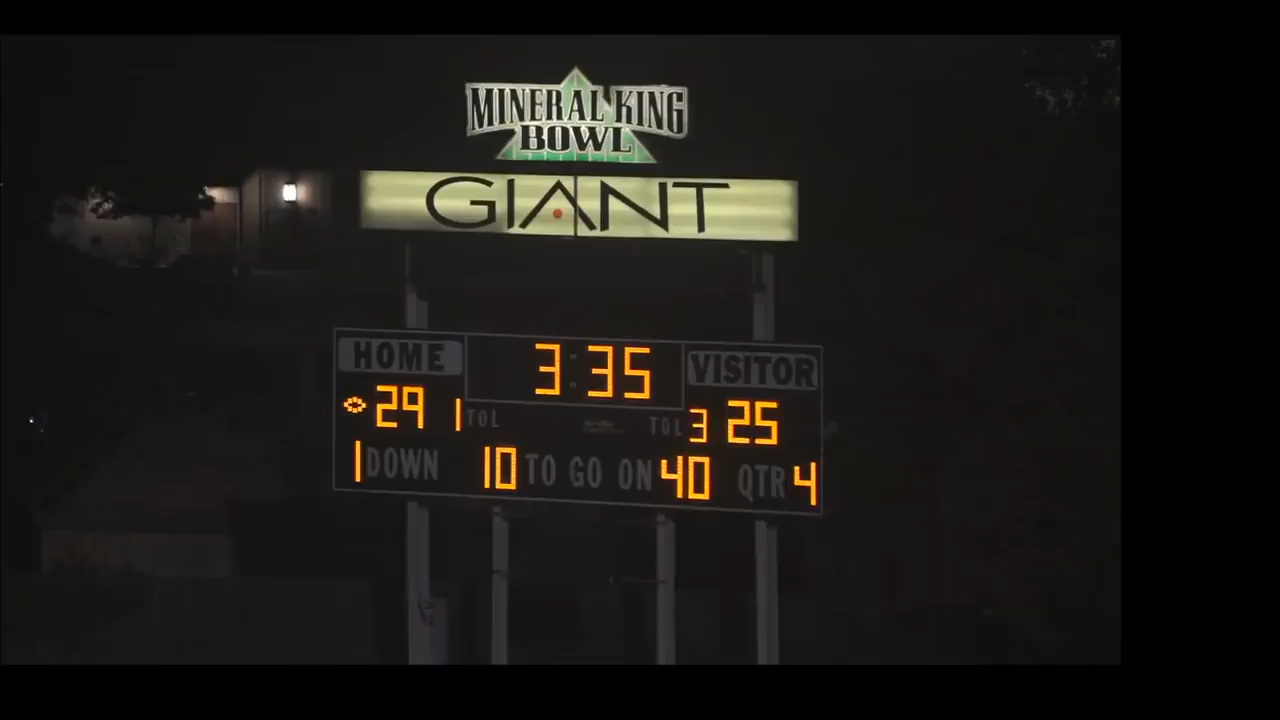 MINERAL KING
BOWL
GIANT
HOME 3:35 VISITOR
29 1 TOL TOL 3 25
1 DOWN 10 TO GO ON 40 QTR 4